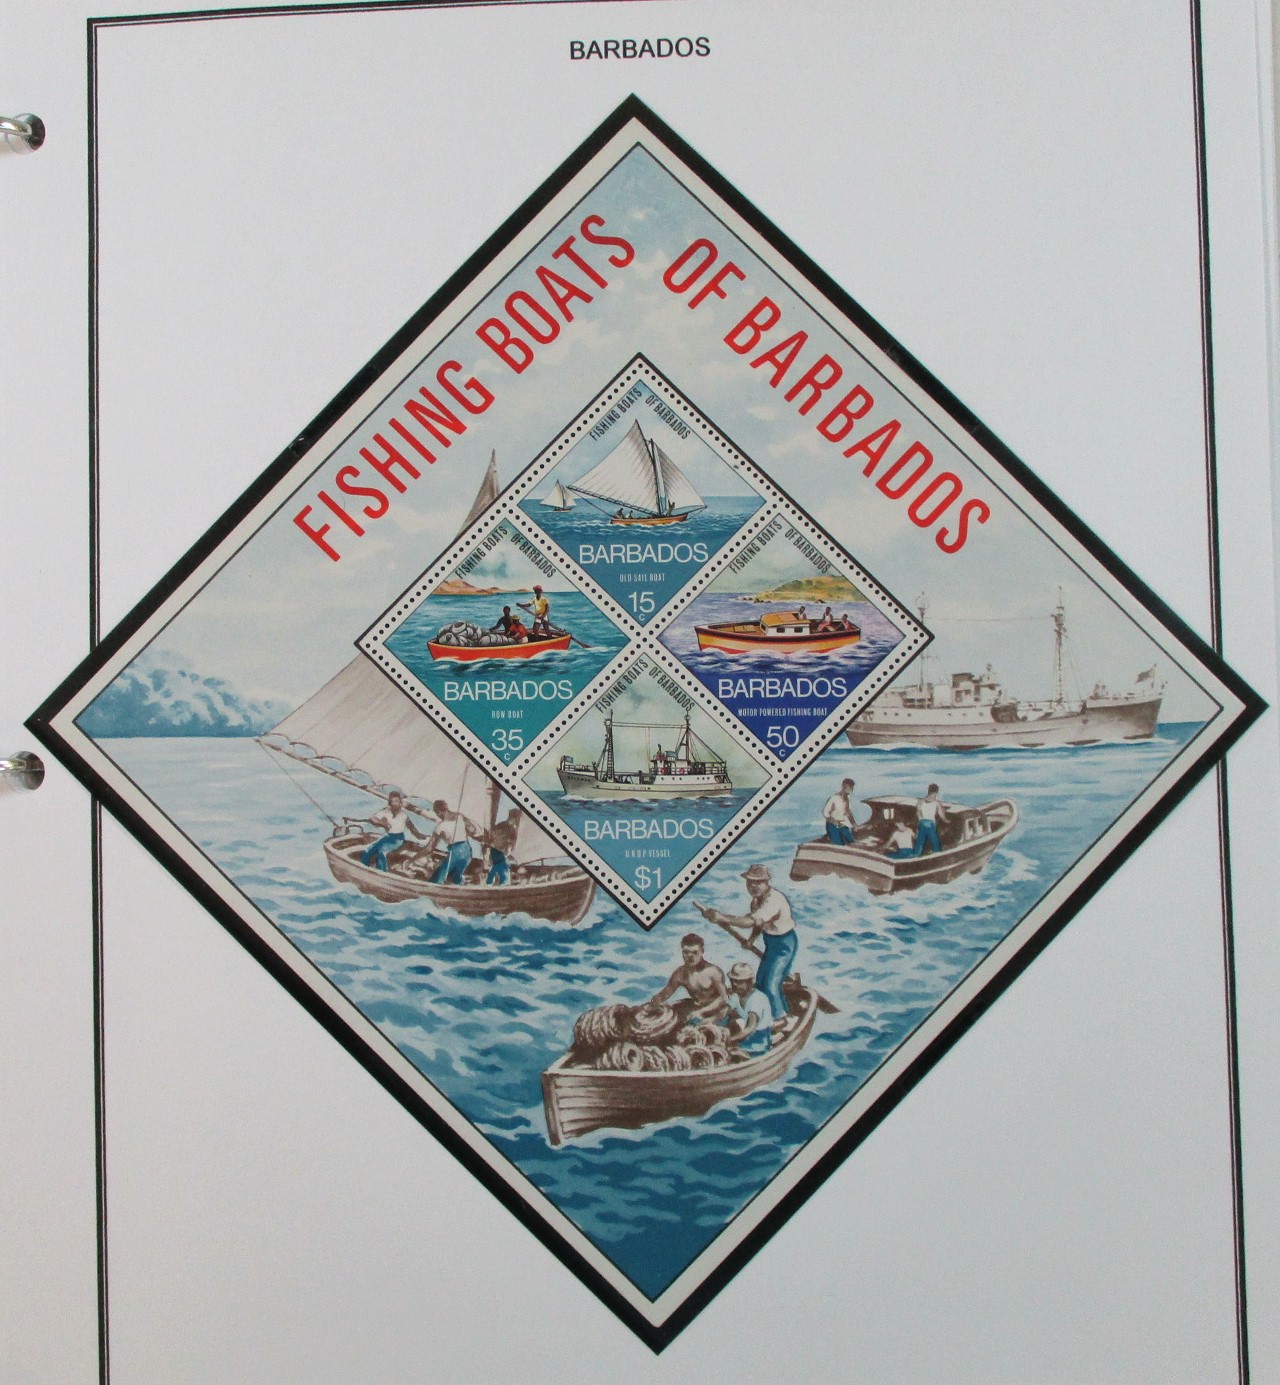 BARBADOS
FISHING BOATS OF BARBADOS
FISHING BOATS OF BARBADOS
BARBADOS
OLD SAIL BOAT
15c
FISHING BOATS OF BARBADOS
BARBADOS
ROW BOAT
35c
FISHING BOATS OF BARBADOS
BARBADOS
MOTOR POWERED FISHING BOAT
50c
FISHING BOATS OF BARBADOS
BARBADOS
U N D P VESSEL
$1